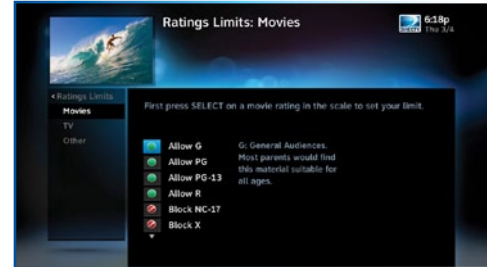 Ratings Limits: Movies
6:18p
Thu 3/4
<Ratings Limits
Movies
TV
Other
First press SELECT on a movie rating in the scale to set your limit.
Allow G
Allow PG
Allow PG-13
Allow R
Block NC-17
Block X
G: General Audiences.
Most parents would find
this material suitable for
all ages.